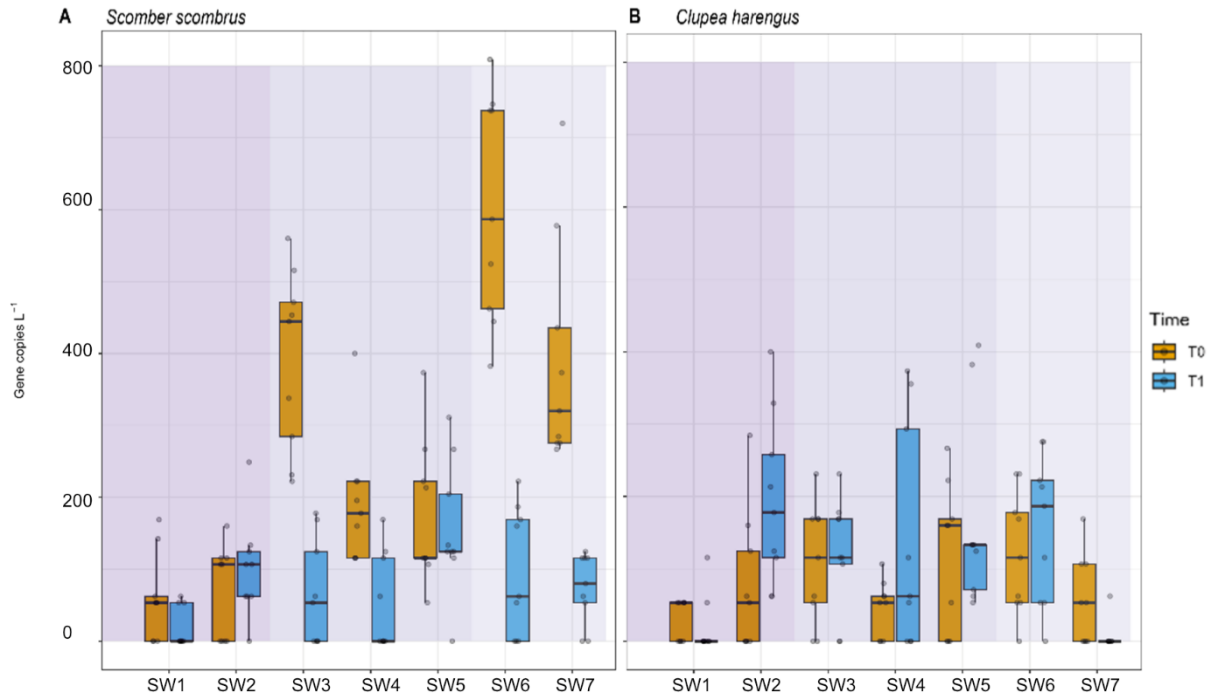 A Scomber scombrus
B Clupea harengus
800
600
400
200
0
Gene copies L⁻¹
SW1 SW2 SW3 SW4 SW5 SW6 SW7
SW1 SW2 SW3 SW4 SW5 SW6 SW7
Time
T0
T1